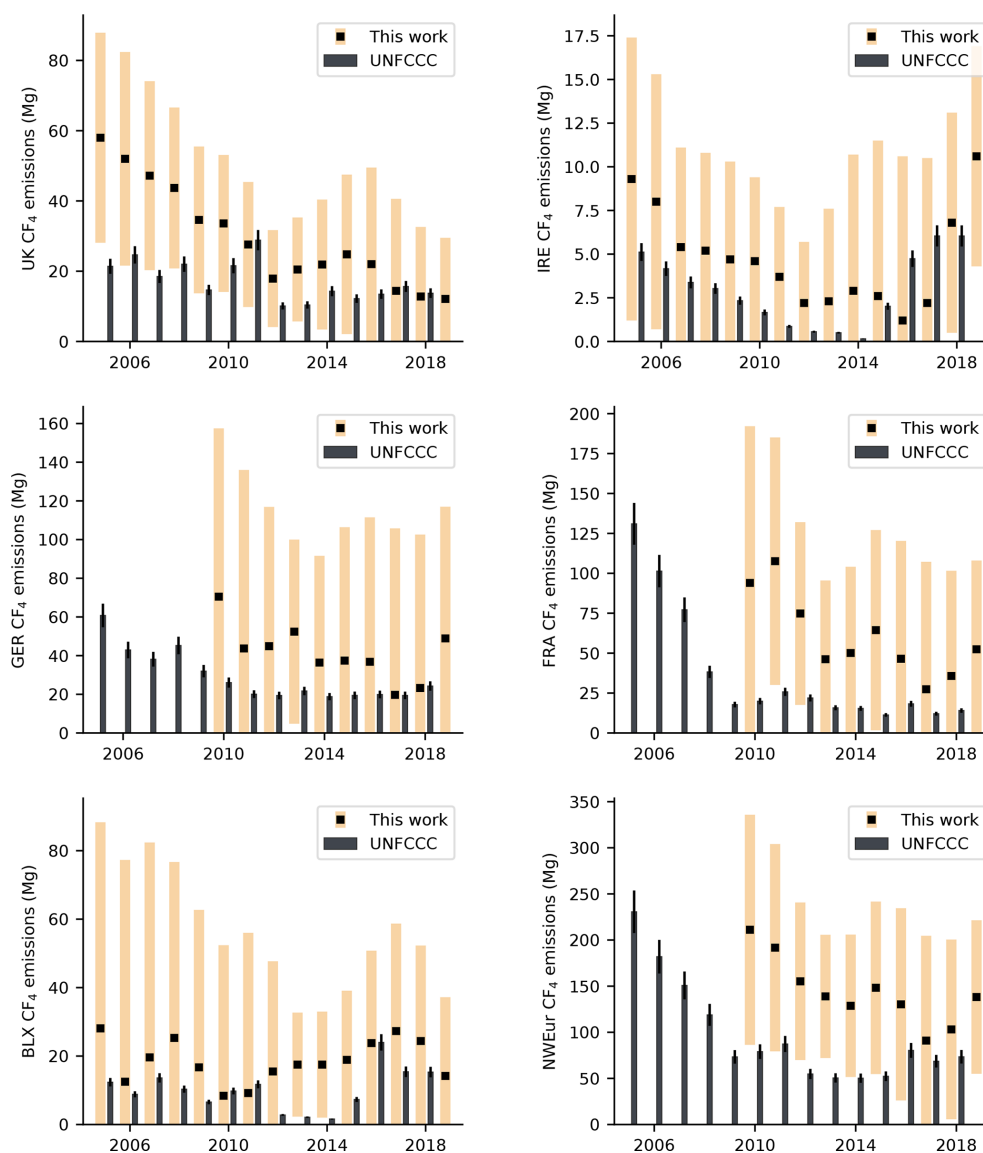 This work
UNFCCC
UK CF₄ emissions (Mg)
80
60
40
20
0
2006 2010 2014 2018
This work
UNFCCC
IRE CF₄ emissions (Mg)
17.5
15.0
12.5
10.0
7.5
5.0
2.5
0.0
2006 2010 2014 2018
This work
UNFCCC
GER CF₄ emissions (Mg)
160
140
120
100
80
60
40
20
0
2006 2010 2014 2018
This work
UNFCCC
FRA CF₄ emissions (Mg)
200
175
150
125
100
75
50
25
0
2006 2010 2014 2018
This work
UNFCCC
BLX CF₄ emissions (Mg)
80
60
40
20
0
2006 2010 2014 2018
This work
UNFCCC
NWEur CF₄ emissions (Mg)
350
300
250
200
150
100
50
0
2006 2010 2014 2018